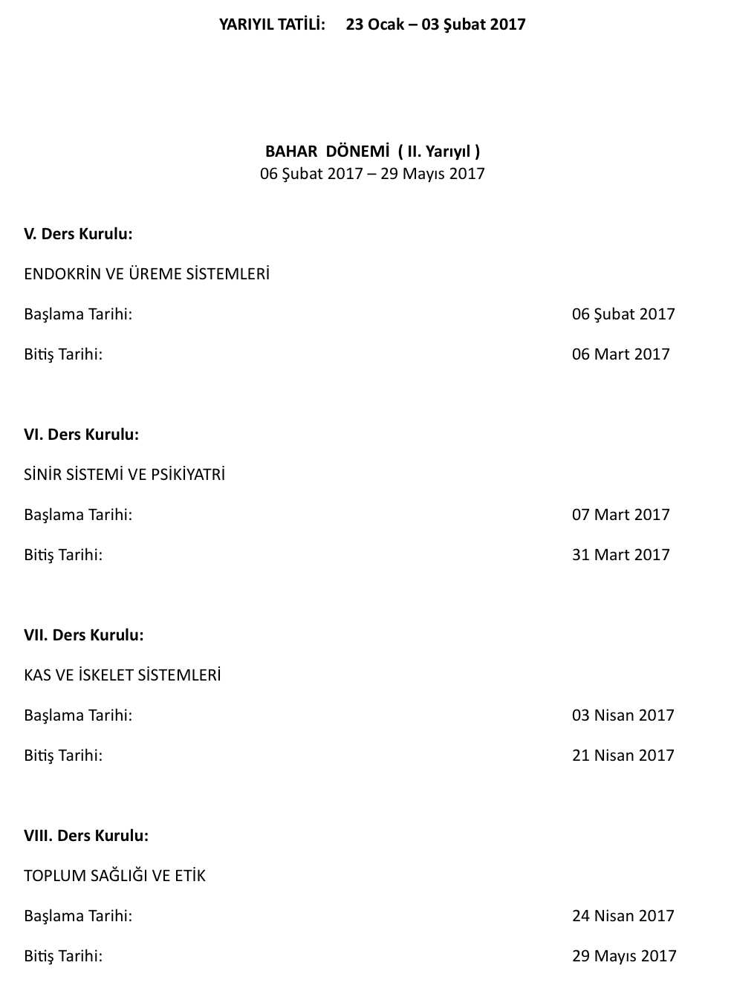 YARIYIL TATİLİ: 23 Ocak – 03 Şubat 2017
BAHAR DÖNEMİ ( II. Yarıyıl )
06 Şubat 2017 – 29 Mayıs 2017
V. Ders Kurulu:
ENDOKRİN VE ÜREME SİSTEMLERİ
Başlama Tarihi: 06 Şubat 2017
Bitiş Tarihi: 06 Mart 2017
VI. Ders Kurulu:
SİNİR SİSTEMİ VE PSİKİYATRİ
Başlama Tarihi: 07 Mart 2017
Bitiş Tarihi: 31 Mart 2017
VII. Ders Kurulu:
KAS VE İSKELET SİSTEMLERİ
Başlama Tarihi: 03 Nisan 2017
Bitiş Tarihi: 21 Nisan 2017
VIII. Ders Kurulu:
TOPLUM SAĞLIĞI VE ETİK
Başlama Tarihi: 24 Nisan 2017
Bitiş Tarihi: 29 Mayıs 2017